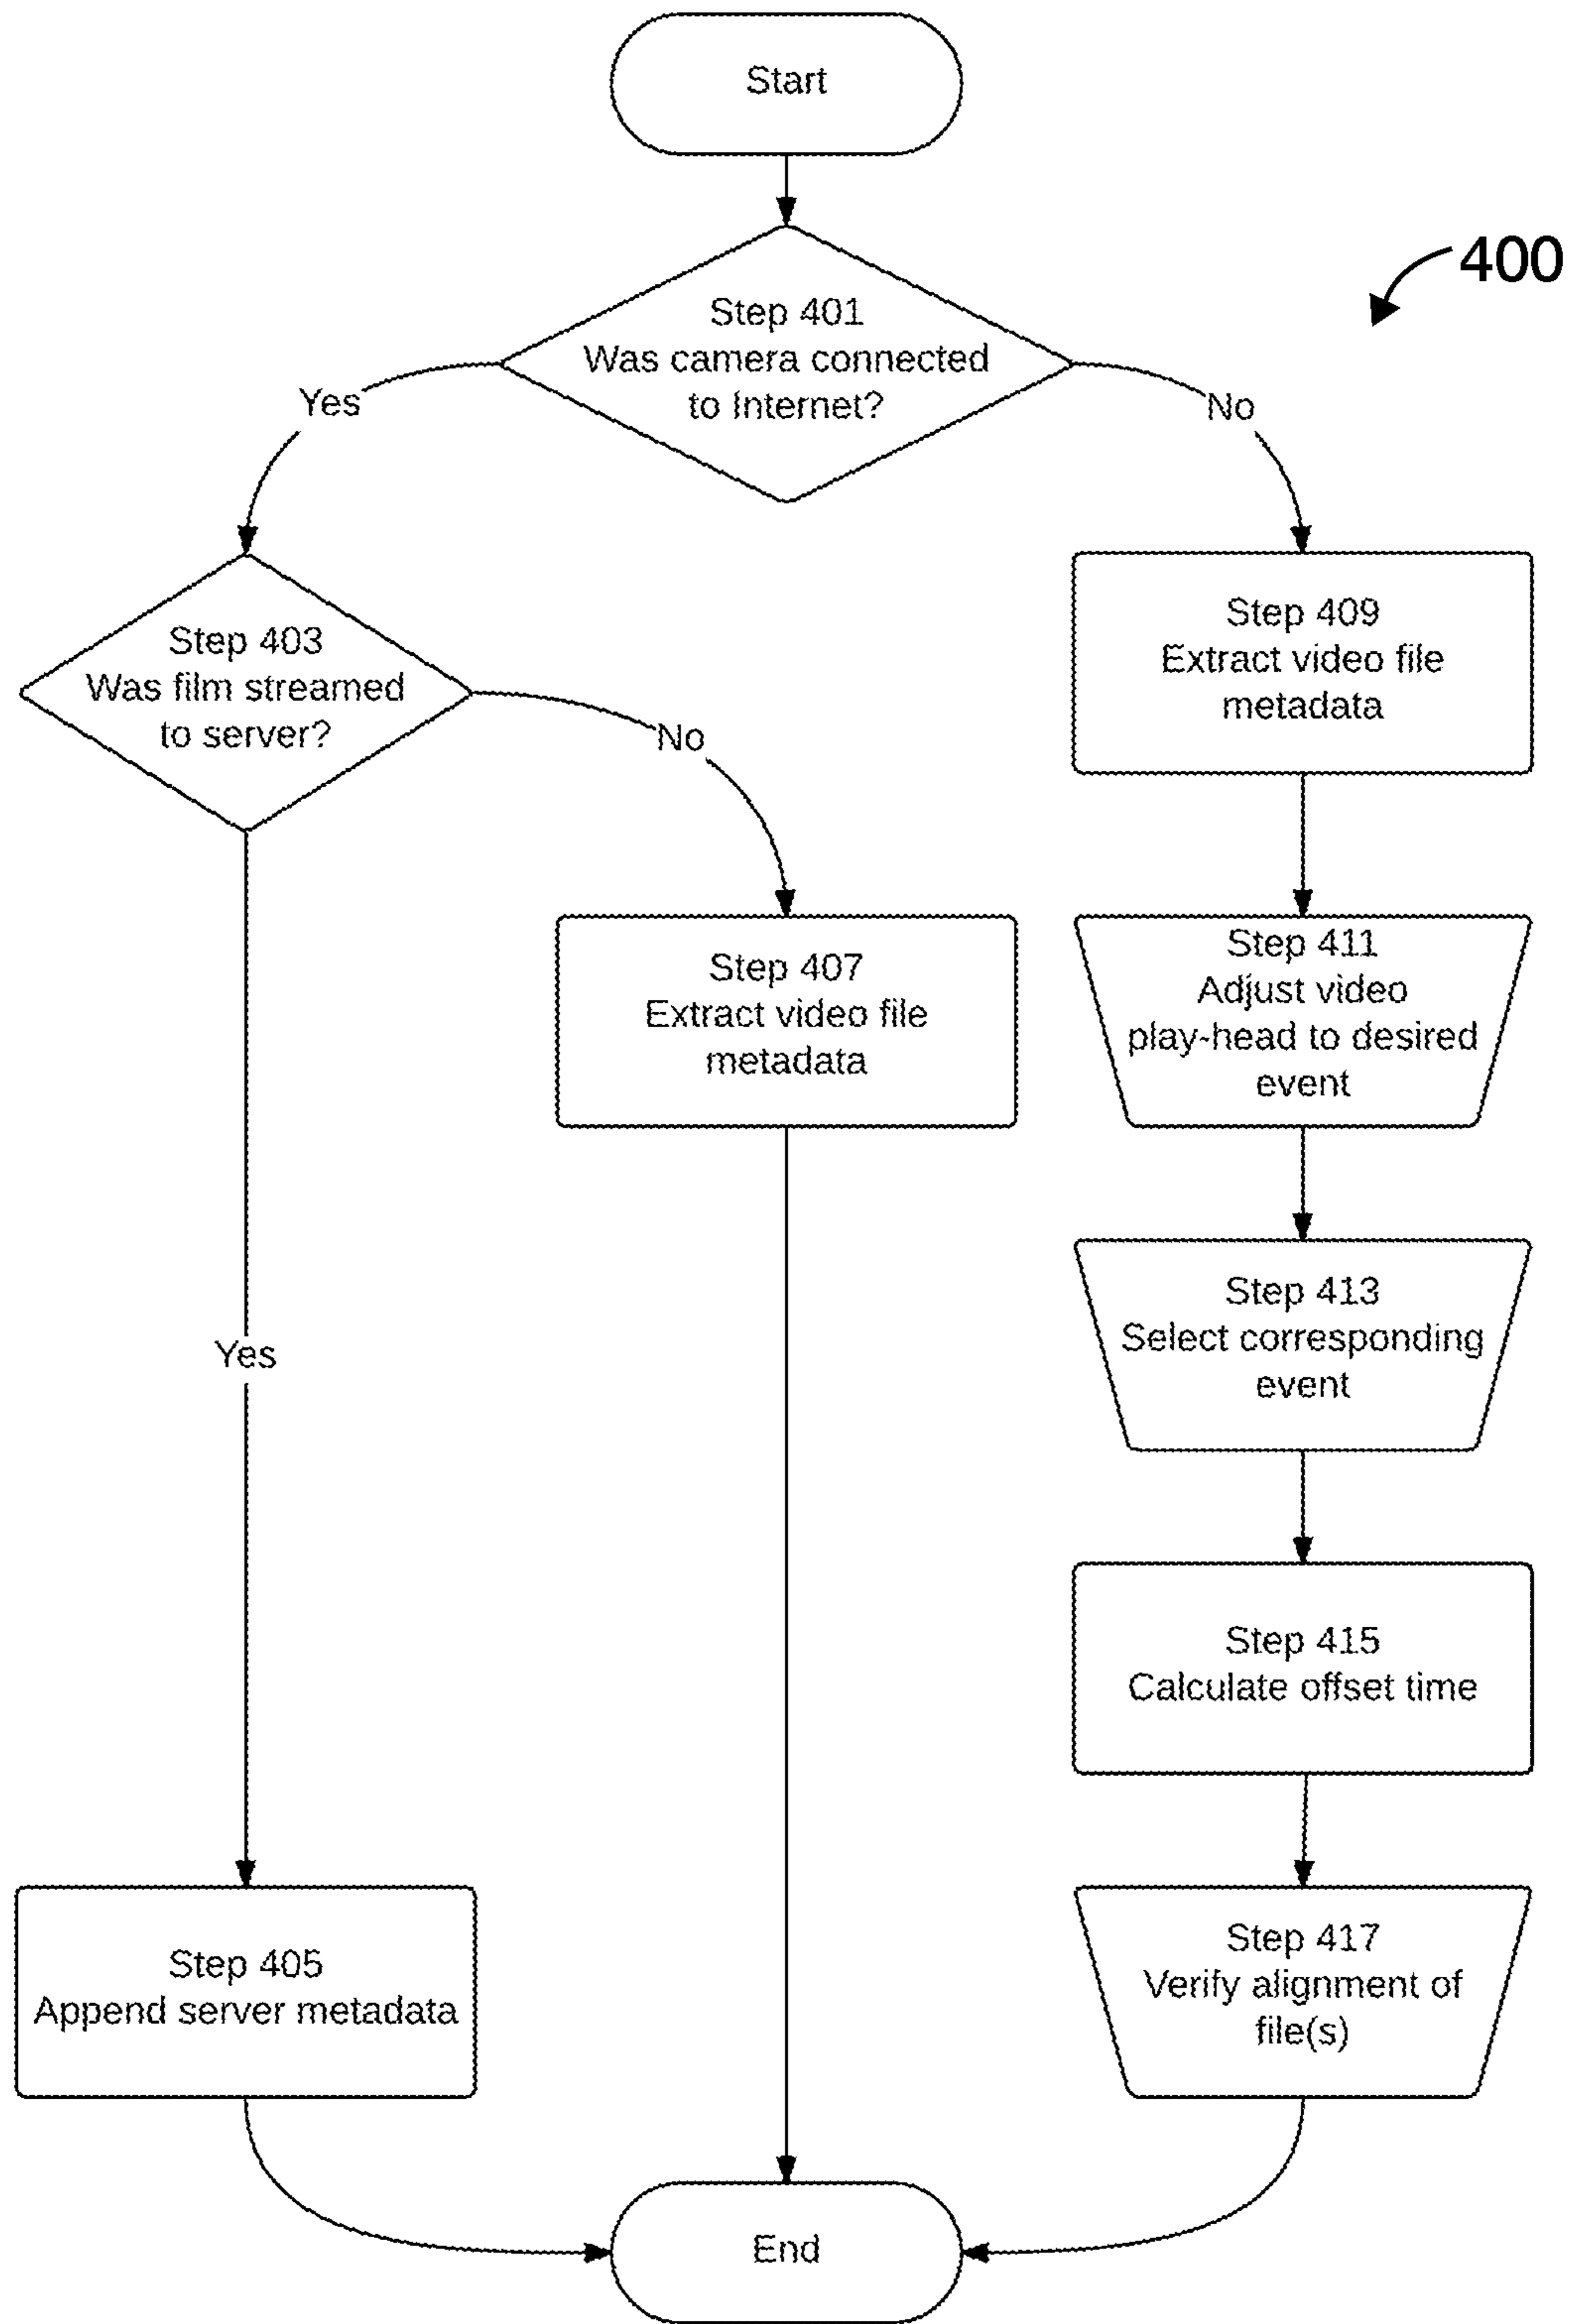 Start
400
Step 401
Was camera connected
to Internet?
Yes
No
Step 403
Was film streamed
to server?
No
Step 409
Extract video file
metadata
Step 407
Extract video file
metadata
Step 411
Adjust video
play-head to desired
event
Step 413
Select corresponding
event
Yes
Step 415
Calculate offset time
Step 405
Append server metadata
Step 417
Verify alignment of
file(s)
End